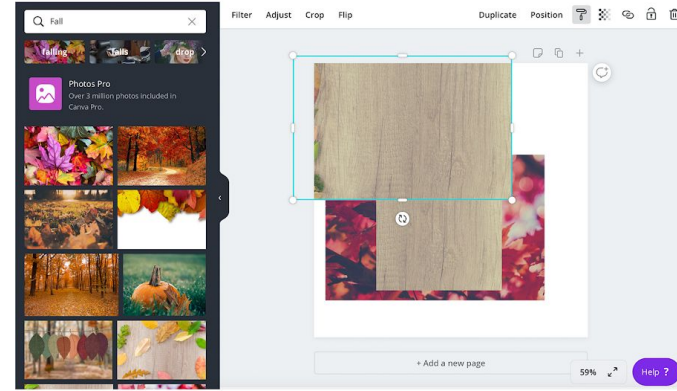 Fall
Filter Adjust Crop Flip Duplicate Position
falling falls drop
Photos Pro
Over 3 million photos included in
Canva Pro.
+ Add a new page
59%
Help ?